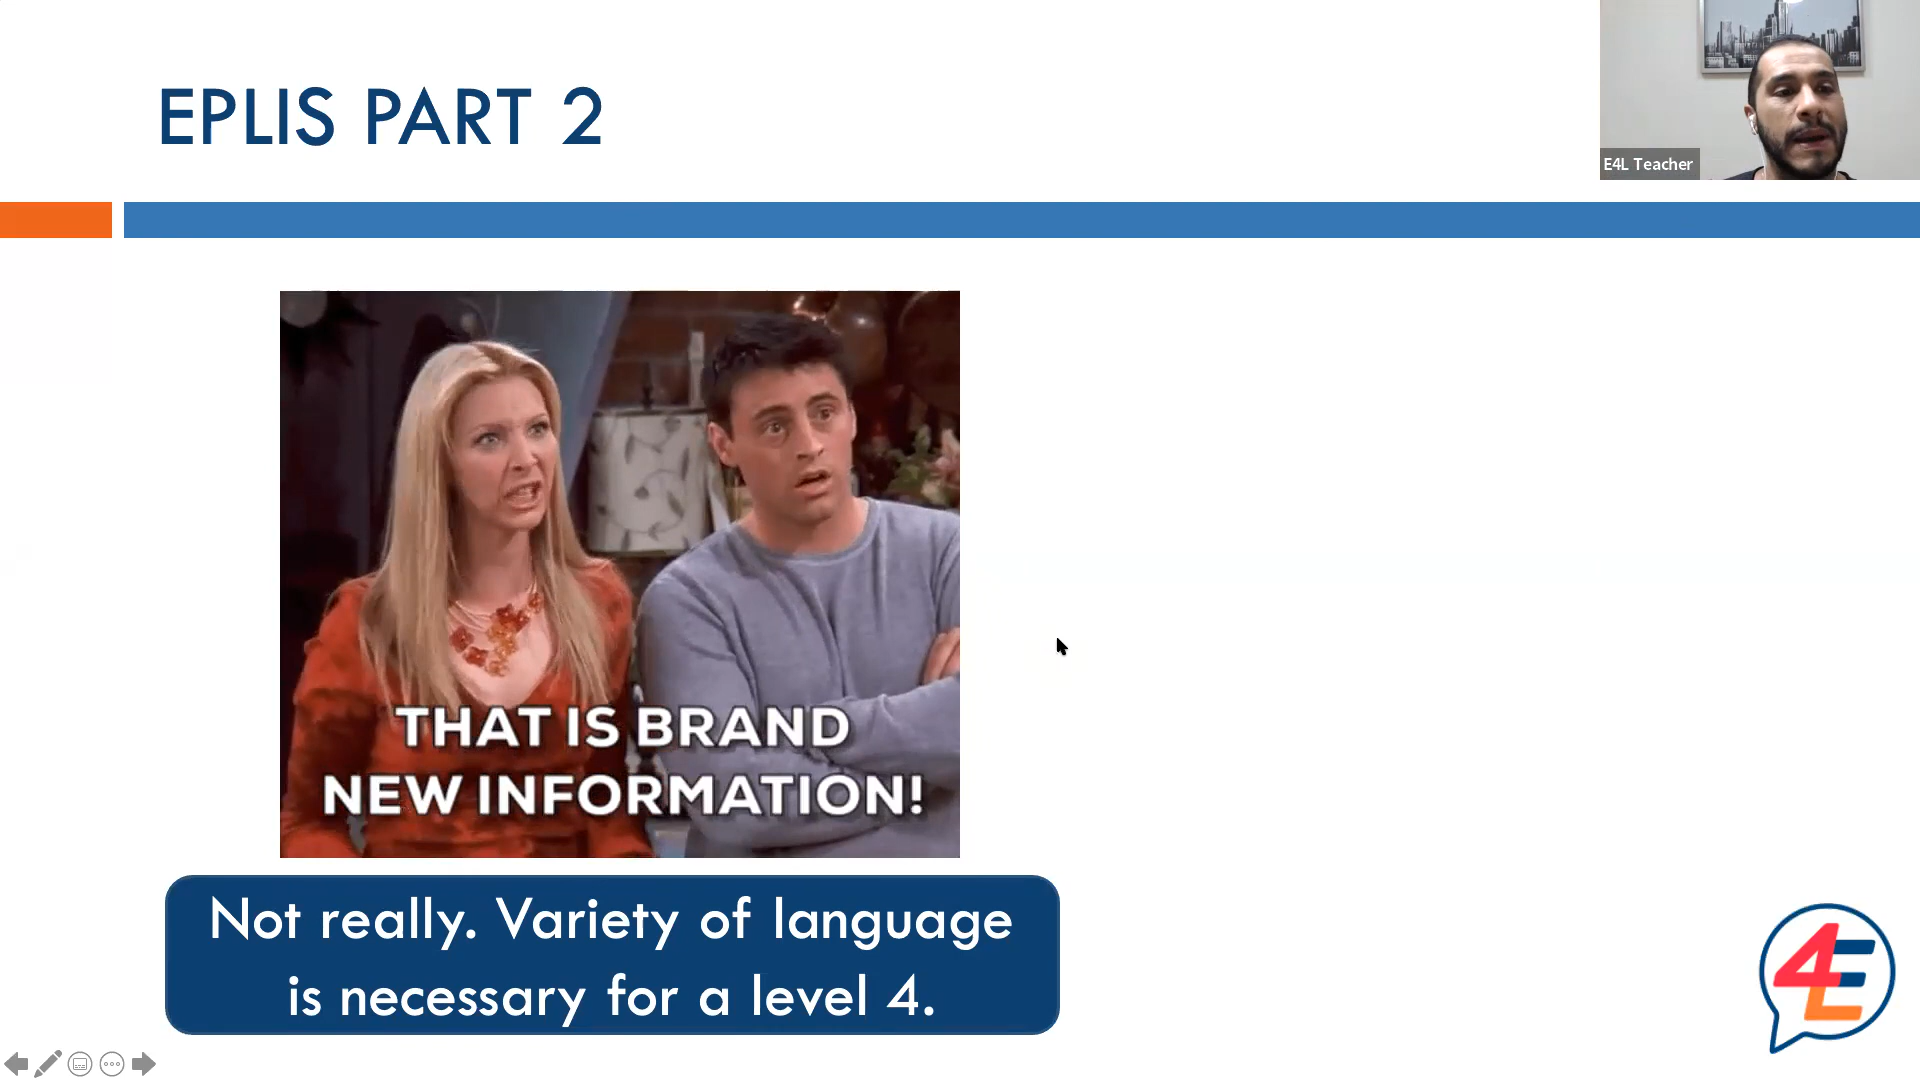 EPLIS PART 2
E4L Teacher
THAT IS BRAND
NEW INFORMATION!
Not really. Variety of language
is necessary for a level 4.
4E